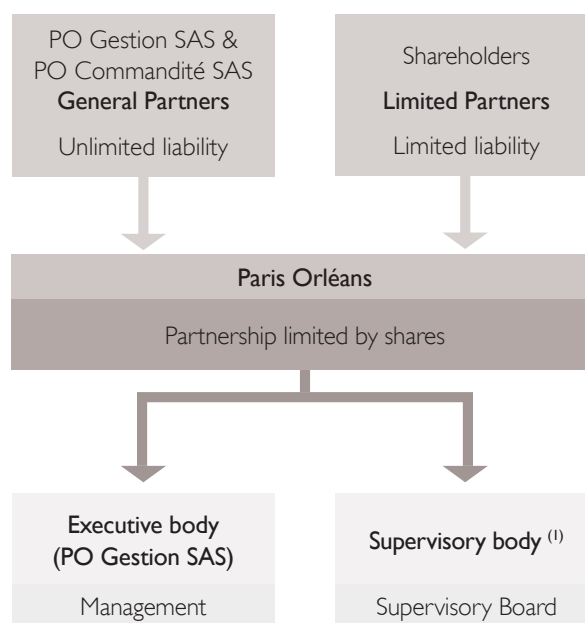 PO Gestion SAS &
PO Commandité SAS
General Partners
Unlimited liability
Shareholders
Limited Partners
Limited liability
Paris Orléans
Partnership limited by shares
Executive body
(PO Gestion SAS)
Management
Supervisory body (1)
Supervisory Board